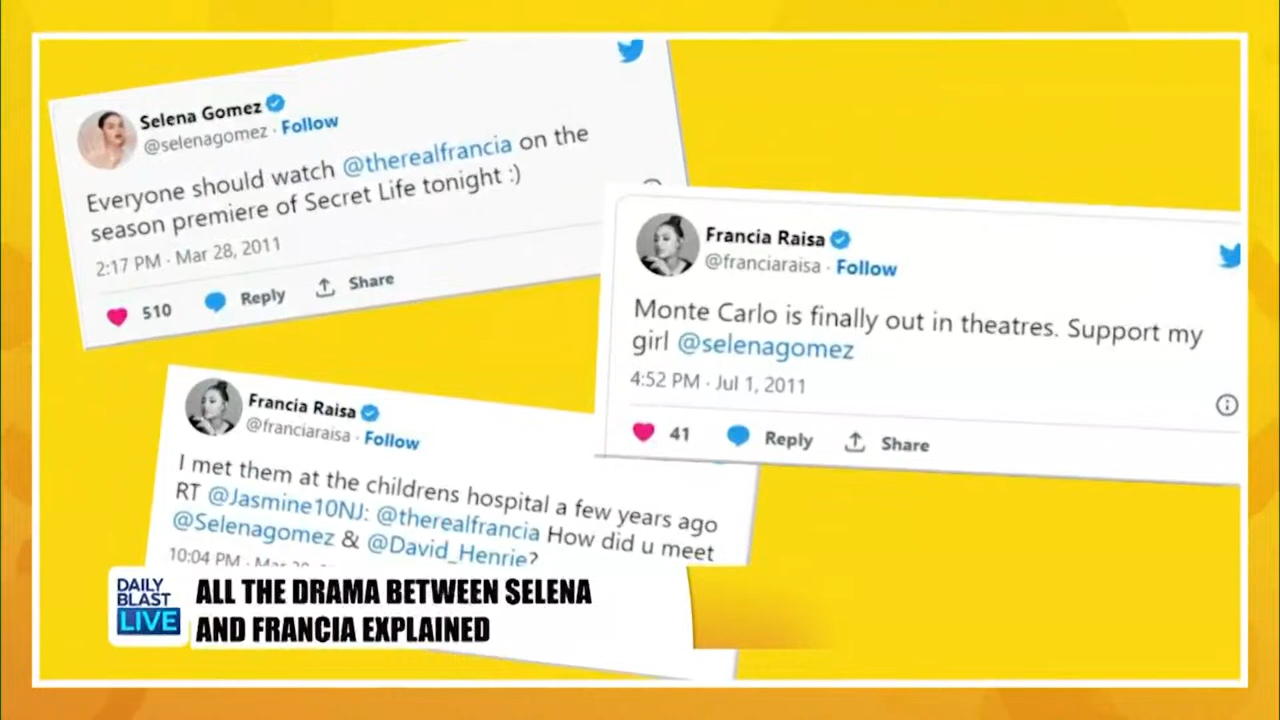 Selena Gomez
@selenagomez · Follow
Everyone should watch @therealfrancia on the
season premiere of Secret Life tonight :)
2:17 PM · Mar 28, 2011
510 Reply Share
Francia Raisa
@franciaraisa · Follow
Monte Carlo is finally out in theatres. Support my
girl @selenagomez
4:52 PM · Jul 1, 2011
41 Reply Share
Francia Raisa
@franciaraisa · Follow
I met them at the childrens hospital a few years ago
RT @Jasmine10NJ: @therealfrancia How did u meet
@Selenagomez & @David_Henrie?
10:04 PM ·
DAILY
BLAST
LIVE
ALL THE DRAMA BETWEEN SELENA
AND FRANCIA EXPLAINED